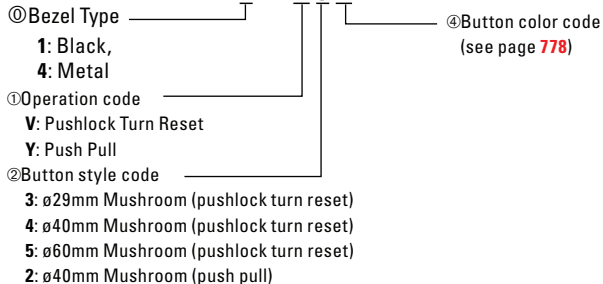 ⓪Bezel Type
1: Black,
4: Metal
①Operation code
V: Pushlock Turn Reset
Y: Push Pull
②Button style code
3: ø29mm Mushroom (pushlock turn reset)
4: ø40mm Mushroom (pushlock turn reset)
5: ø60mm Mushroom (pushlock turn reset)
2: ø40mm Mushroom (push pull)
④Button color code
(see page 778)